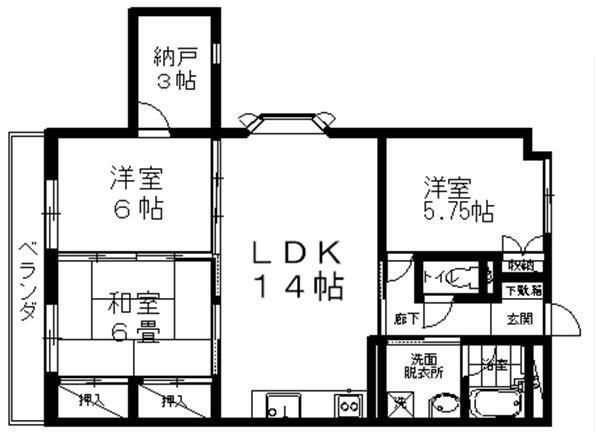 納戸
3帖
洋室
6帖
洋室
5.75帖
LDK
14帖
収納
トイレ
下駄箱
ベランダ
和室
6畳
廊下
玄関
洗面
脱衣所
浴室
押入
押入
洗